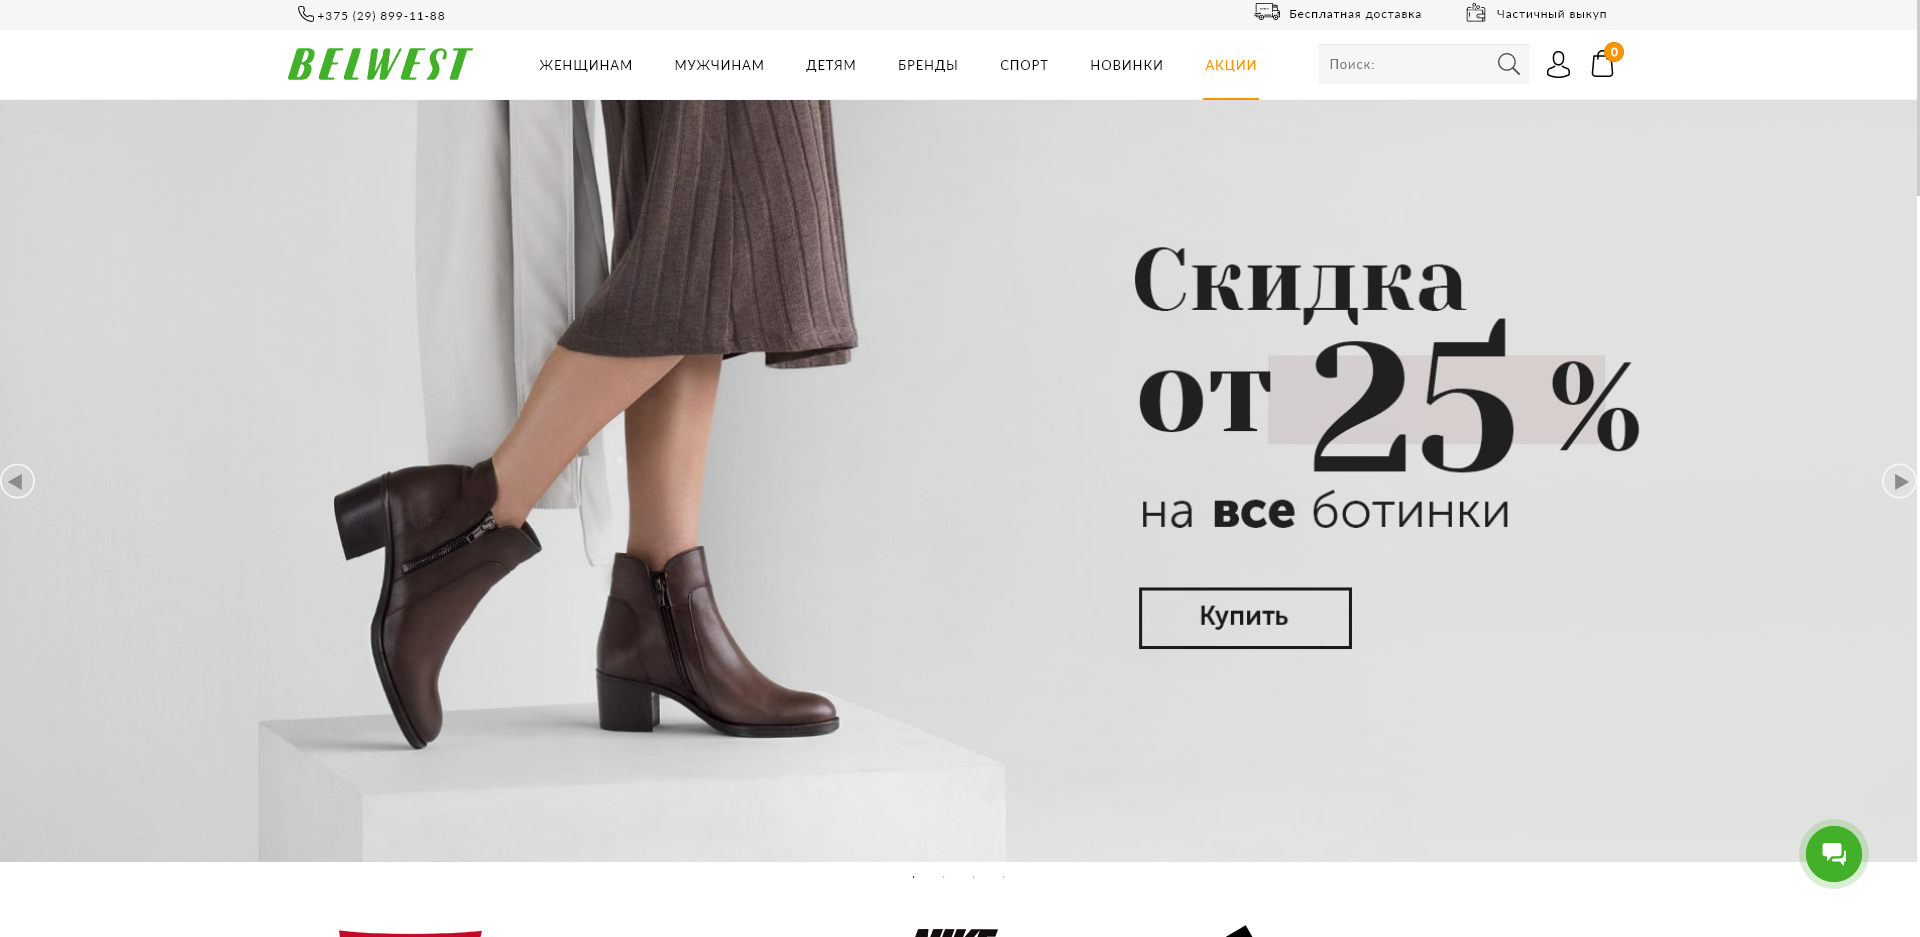 +375 (29) 899-11-88
Бесплатная доставка
Частичный выкуп
BELWEST
ЖЕНЩИНАМ
МУЖЧИНАМ
ДЕТЯМ
БРЕНДЫ
СПОРТ
НОВИНКИ
АКЦИИ
Поиск:
0
Скидка
от 25 %
на все ботинки
Купить
NIKE